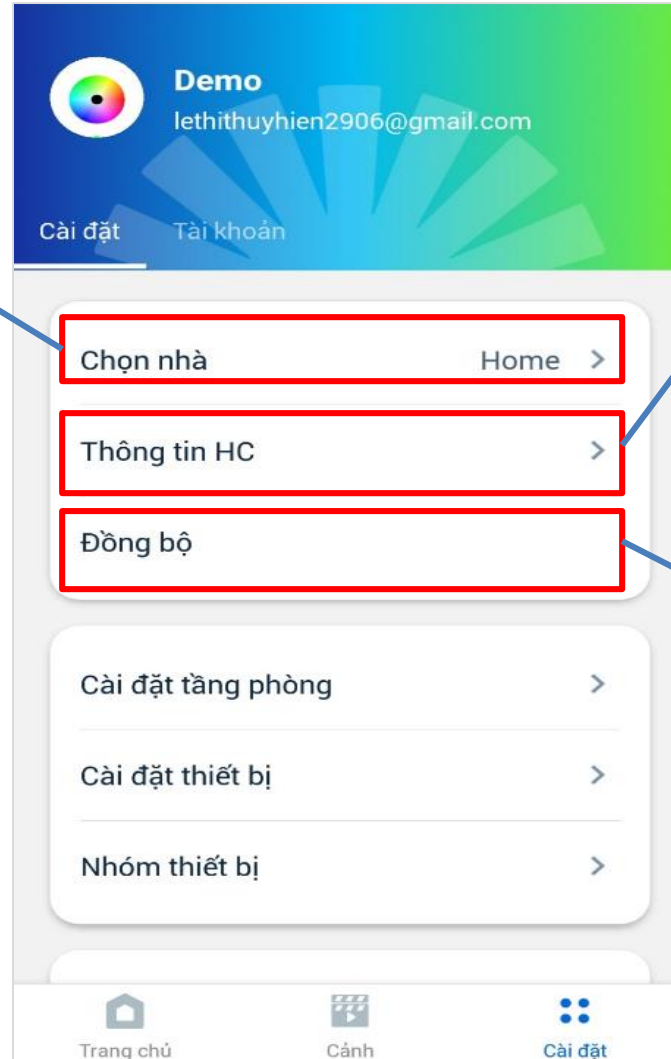 Demo
lethithuyhien2906@gmail.com
Cài đặt Tài khoản
Chọn nhà Home >
Thông tin HC >
Đồng bộ
Cài đặt tầng phòng >
Cài đặt thiết bị >
Nhóm thiết bị >
Trang chủ Cảnh Cài đặt